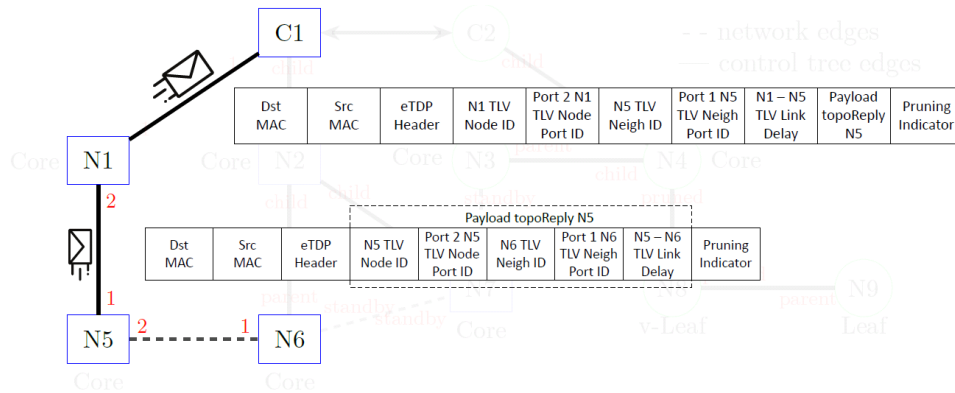 C1
C2
- - network edges
— control tree edges
child
child
Dst
MAC
Src
MAC
eTDP
Header
N1 TLV
Node ID
Port 2 N1
TLV Node
Port ID
N5 TLV
Neigh ID
Port 1 N5
TLV Neigh
Port ID
N1 – N5
TLV Link
Delay
Payload
topoReply
N5
Pruning
Indicator
Core
N1
Core
N2
Core
N3
parent
child
N4
Core
2
child
child
standby
pruned
Payload topoReply N5
Dst
MAC
Src
MAC
eTDP
Header
N5 TLV
Node ID
Port 2 N5
TLV Node
Port ID
N6 TLV
Neigh ID
Port 1 N6
TLV Neigh
Port ID
N5 – N6
TLV Link
Delay
Pruning
Indicator
1
parent
standby
standby
N7
Core
N8
v-Leaf
parent
N9
Leaf
N5
2
1
N6
Core
Core